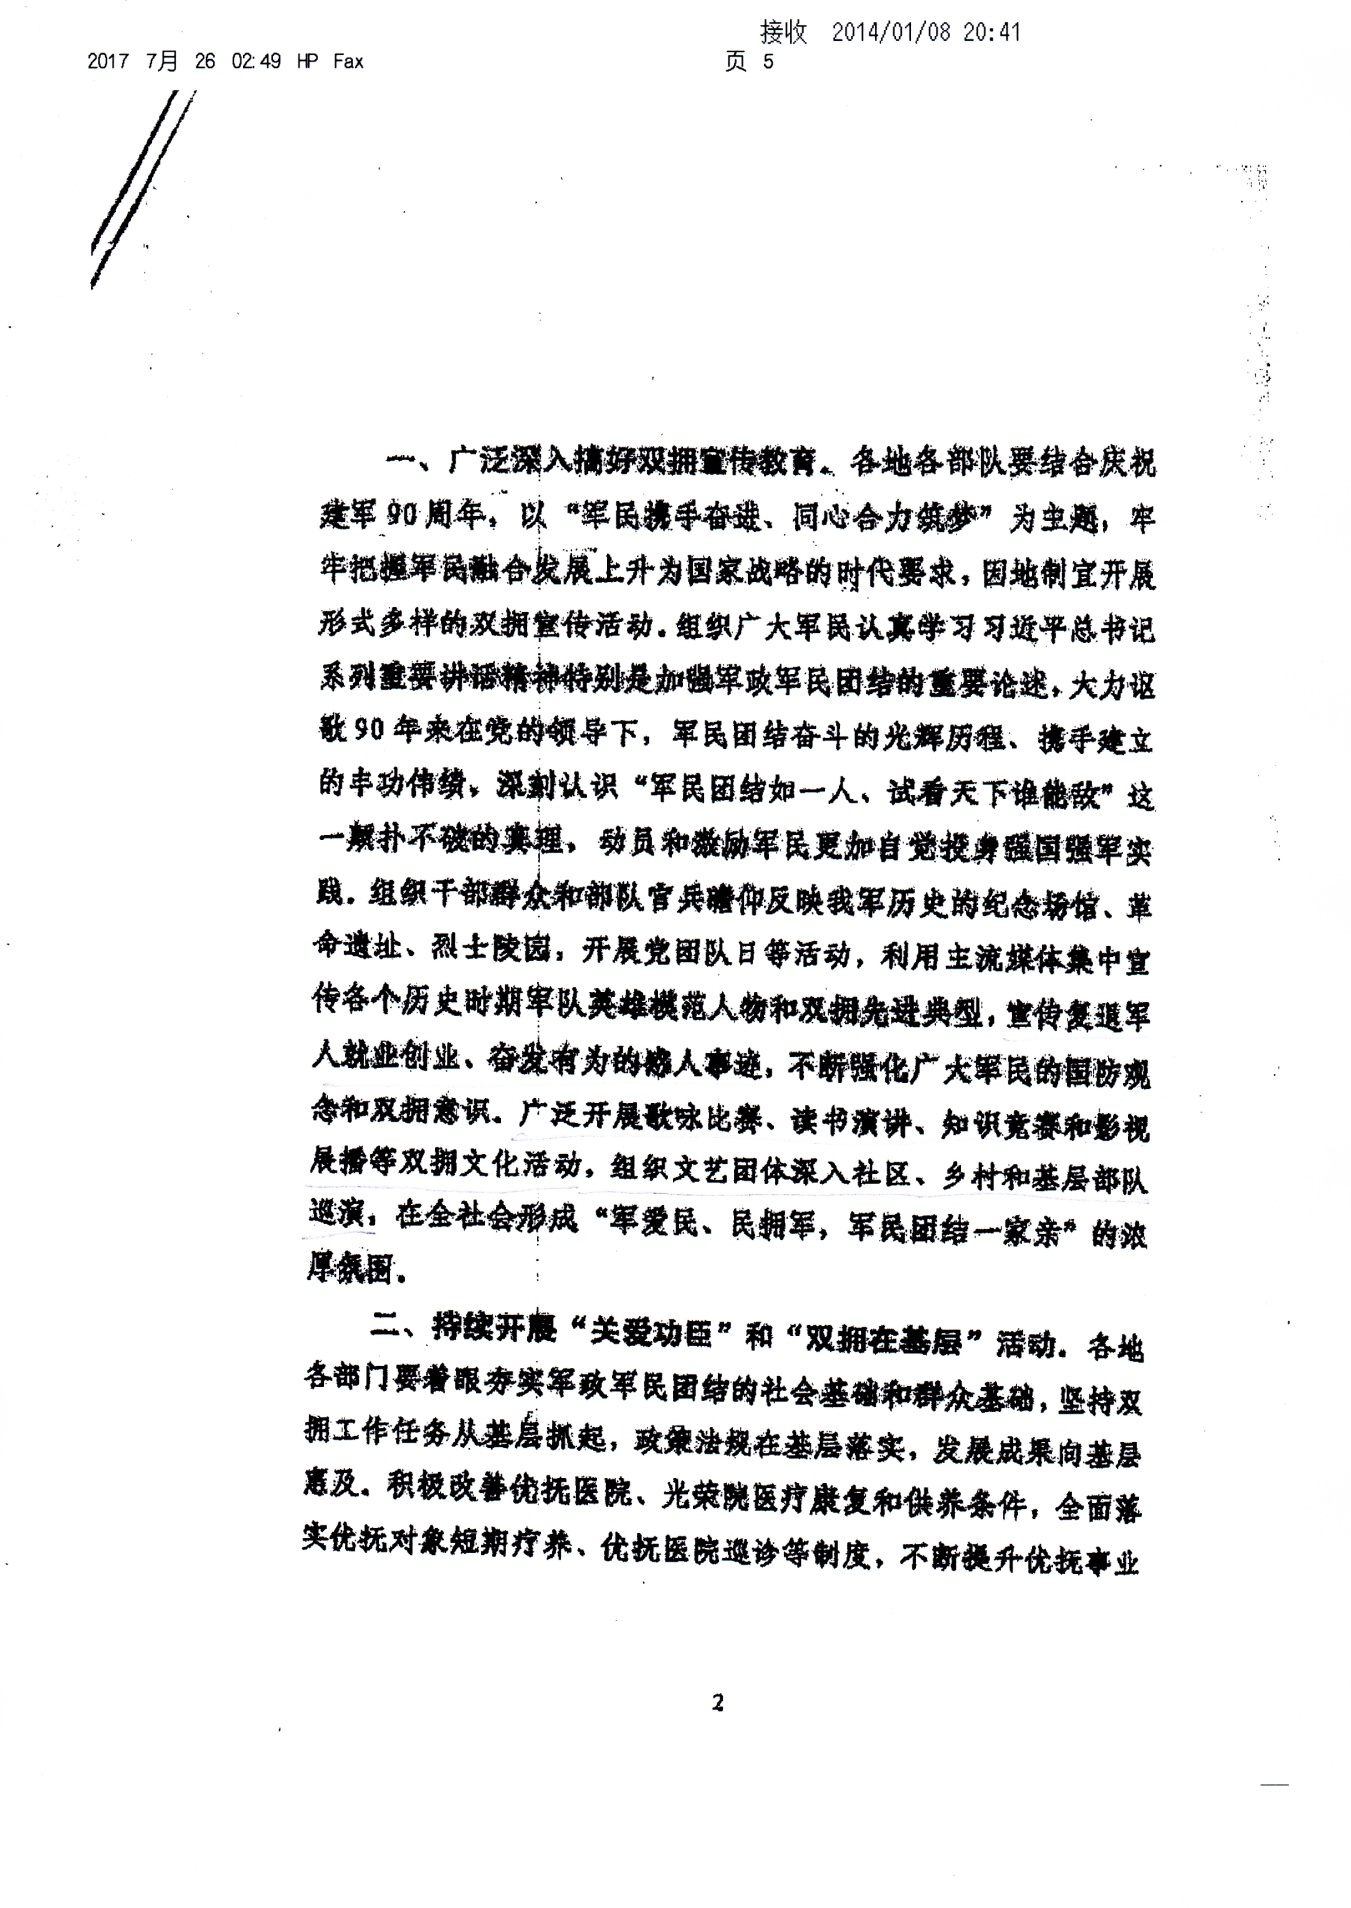 接收 2014/01/08 20:41
2017 7月 26 02:49 HP Fax 页 5
一、广泛深入搞好双拥宣传教育。各地各部队要结合庆祝
建军90周年，以“军民携手奋进、同心合力筑梦”为主题，牢
牢把握军民融合发展上升为国家战略的时代要求，因地制宜开展
形式多样的双拥宣传活动。组织广大军民认真学习习近平总书记
系列重要讲话精神特别是加强军政军民团结的重要论述，大力讴
歌90年来在党的领导下，军民团结奋斗的光辉历程、携手建立
的丰功伟绩，深刻认识“军民团结如一人、试看天下谁能敌”这
一颠扑不破的真理，动员和激励军民更加自觉投身强国强军实
践。组织干部群众和部队官兵瞻仰反映我军历史的纪念场馆、革
命遗址、烈士陵园，开展党团队日等活动，利用主流媒体集中宣
传各个历史时期军队英雄模范人物和双拥先进典型，宣传复退军
人就业创业、奋发有为的感人事迹，不断强化广大军民的国防观
念和双拥意识。广泛开展歌咏比赛、读书演讲、知识竞赛和影视
展播等双拥文化活动，组织文艺团体深入社区、乡村和基层部队
巡演，在全社会形成“军爱民、民拥军，军民团结一家亲”的浓
厚氛围。
二、持续开展“关爱功臣”和“双拥在基层”活动。各地
各部门要着眼夯实军政军民团结的社会基础和群众基础，坚持双
拥工作任务从基层抓起，政策法规在基层落实，发展成果向基层
惠及。积极改善优抚医院、光荣院医疗康复和供养条件，全面落
实优抚对象短期疗养、优抚医院巡诊等制度，不断提升优抚事业
2